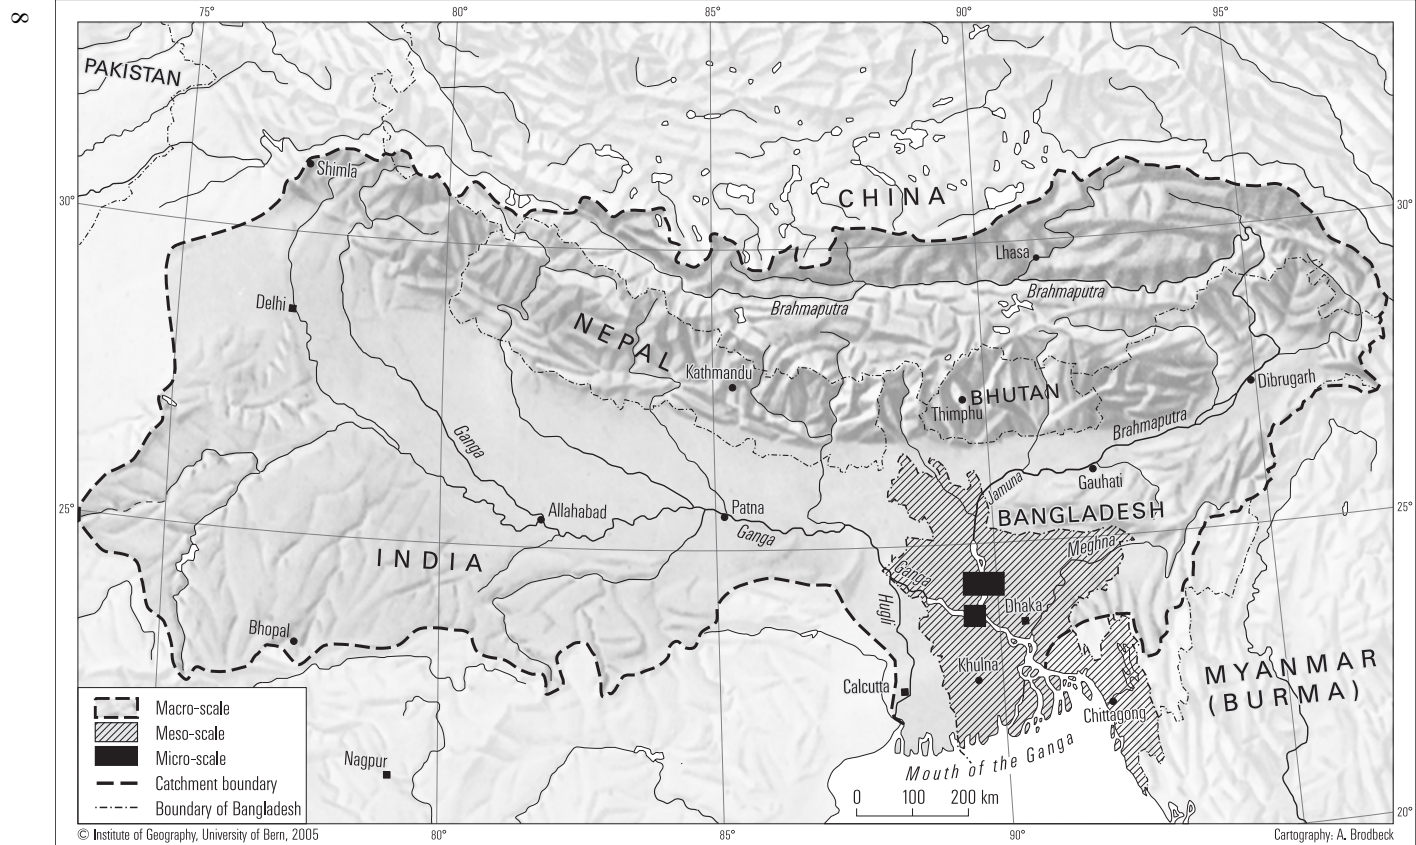 8
75°
80°
85°
90°
95°
PAKISTAN
Shimla
CHINA
30°
30°
Lhasa
Brahmaputra
Brahmaputra
Delhi
NEPAL
Kathmandu
BHUTAN
Thimphu
Dibrugarh
Brahmaputra
Ganga
Gauhati
Jamuna
25°
25°
Allahabad
Patna
Ganga
BANGLADESH
Meghna
INDIA
Ganga
Hugli
Dhaka
Bhopal
Khulna
MYANMAR
(BURMA)
Calcutta
Chittagong
Macro-scale
Meso-scale
Micro-scale
Catchment boundary
Boundary of Bangladesh
Nagpur
Mouth of the Ganga
0 100 200 km
20°
80°
85°
90°
© Institute of Geography, University of Bern, 2005
Cartography: A. Brodbeck